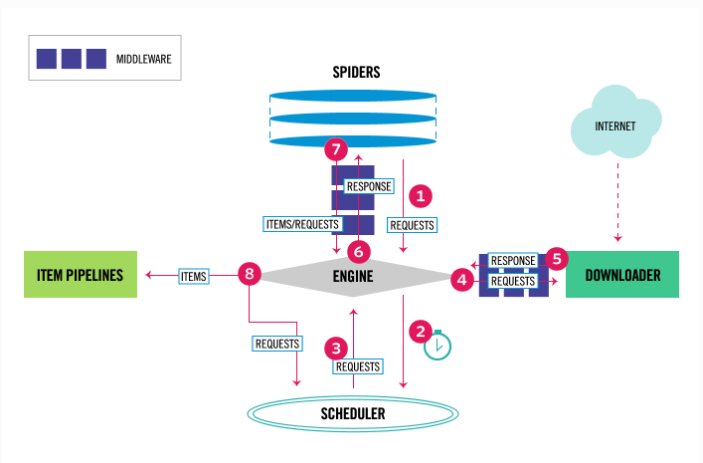 MIDDLEWARE
SPIDERS
INTERNET
7
RESPONSE
1
ITEMS/REQUESTS
REQUESTS
6
RESPONSE
5
ITEM PIPELINES
ITEMS
8
ENGINE
4
REQUESTS
DOWNLOADER
2
REQUESTS
3
REQUESTS
SCHEDULER